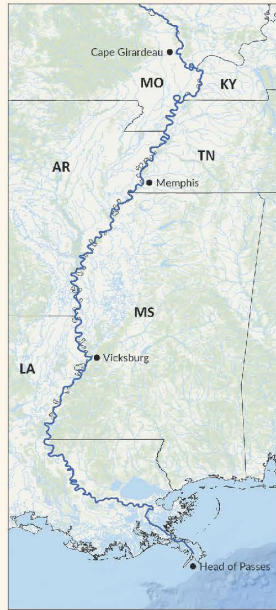 Cape Girardeau
MO
KY
AR
TN
Memphis
MS
Vicksburg
LA
Head of Passes